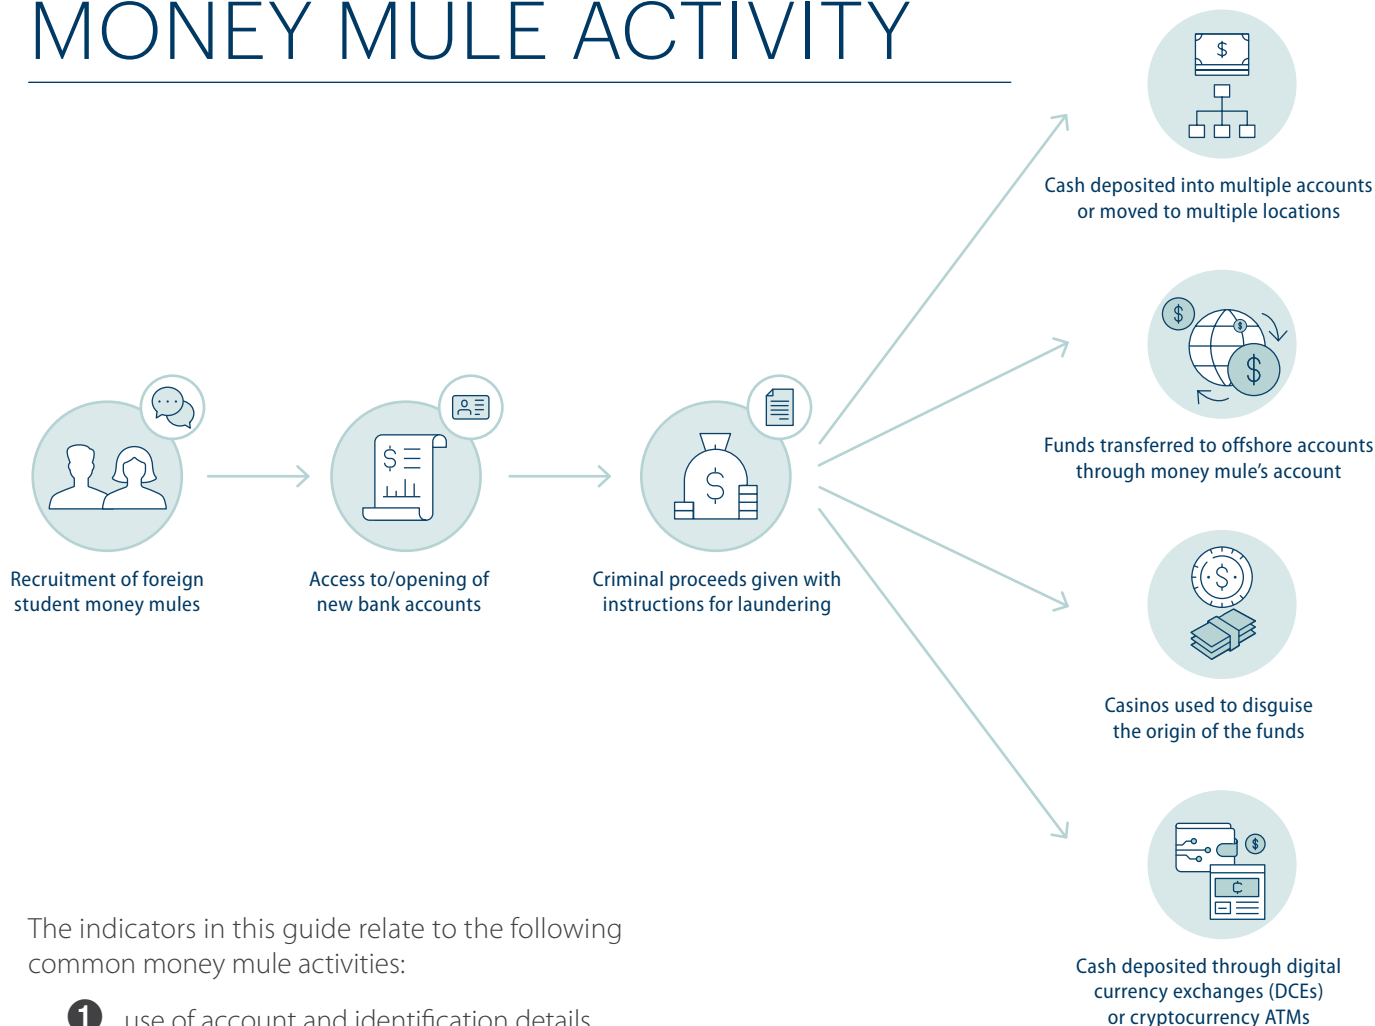 MONEY MULE ACTIVITY
Cash deposited into multiple accounts
or moved to multiple locations
Funds transferred to offshore accounts
through money mule's account
Recruitment of foreign
student money mules
Access to/opening of
new bank accounts
Criminal proceeds given with
instructions for laundering
Casinos used to disguise
the origin of the funds
Cash deposited through digital
currency exchanges (DCEs)
or cryptocurrency ATMs
The indicators in this guide relate to the following
common money mule activities:
1 use of account and identification details